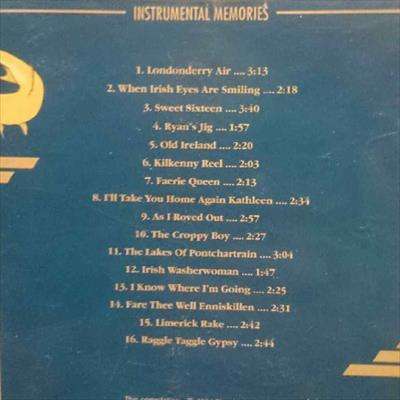 INSTRUMENTAL MEMORIES
1. Londonderry Air .... 3:13
2. When Irish Eyes Are Smiling .... 2:18
3. Sweet Sixteen .... 3:40
4. Ryan's Jig .... 1:57
5. Old Ireland .... 2:20
6. Kilkenny Reel .... 2:03
7. Faerie Queen .... 2:13
8. I'll Take You Home Again Kathleen .... 2:34
9. As I Roved Out .... 2:57
10. The Croppy Boy .... 2:27
11. The Lakes Of Pontchartrain .... 3:04
12. Irish Washerwoman .... 1:47
13. I Know Where I'm Going .... 2:25
14. Fare Thee Well Enniskillen .... 2:31
15. Limerick Rake .... 2:42
16. Raggle Taggle Gypsy .... 2:44